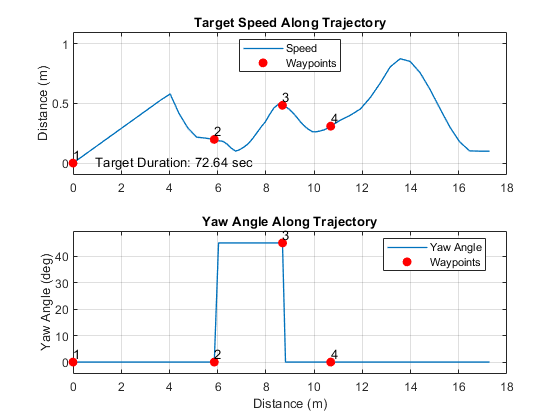 Target Speed Along Trajectory
1
Speed
Waypoints
Distance (m)
0.5
3
4
2
1
Target Duration: 72.64 sec
0
0 2 4 6 8 10 12 14 16 18
Yaw Angle Along Trajectory
3
Yaw Angle
Waypoints
40
30
Yaw Angle (deg)
20
10
1 2 4
0
0 2 4 6 8 10 12 14 16 18
Distance (m)